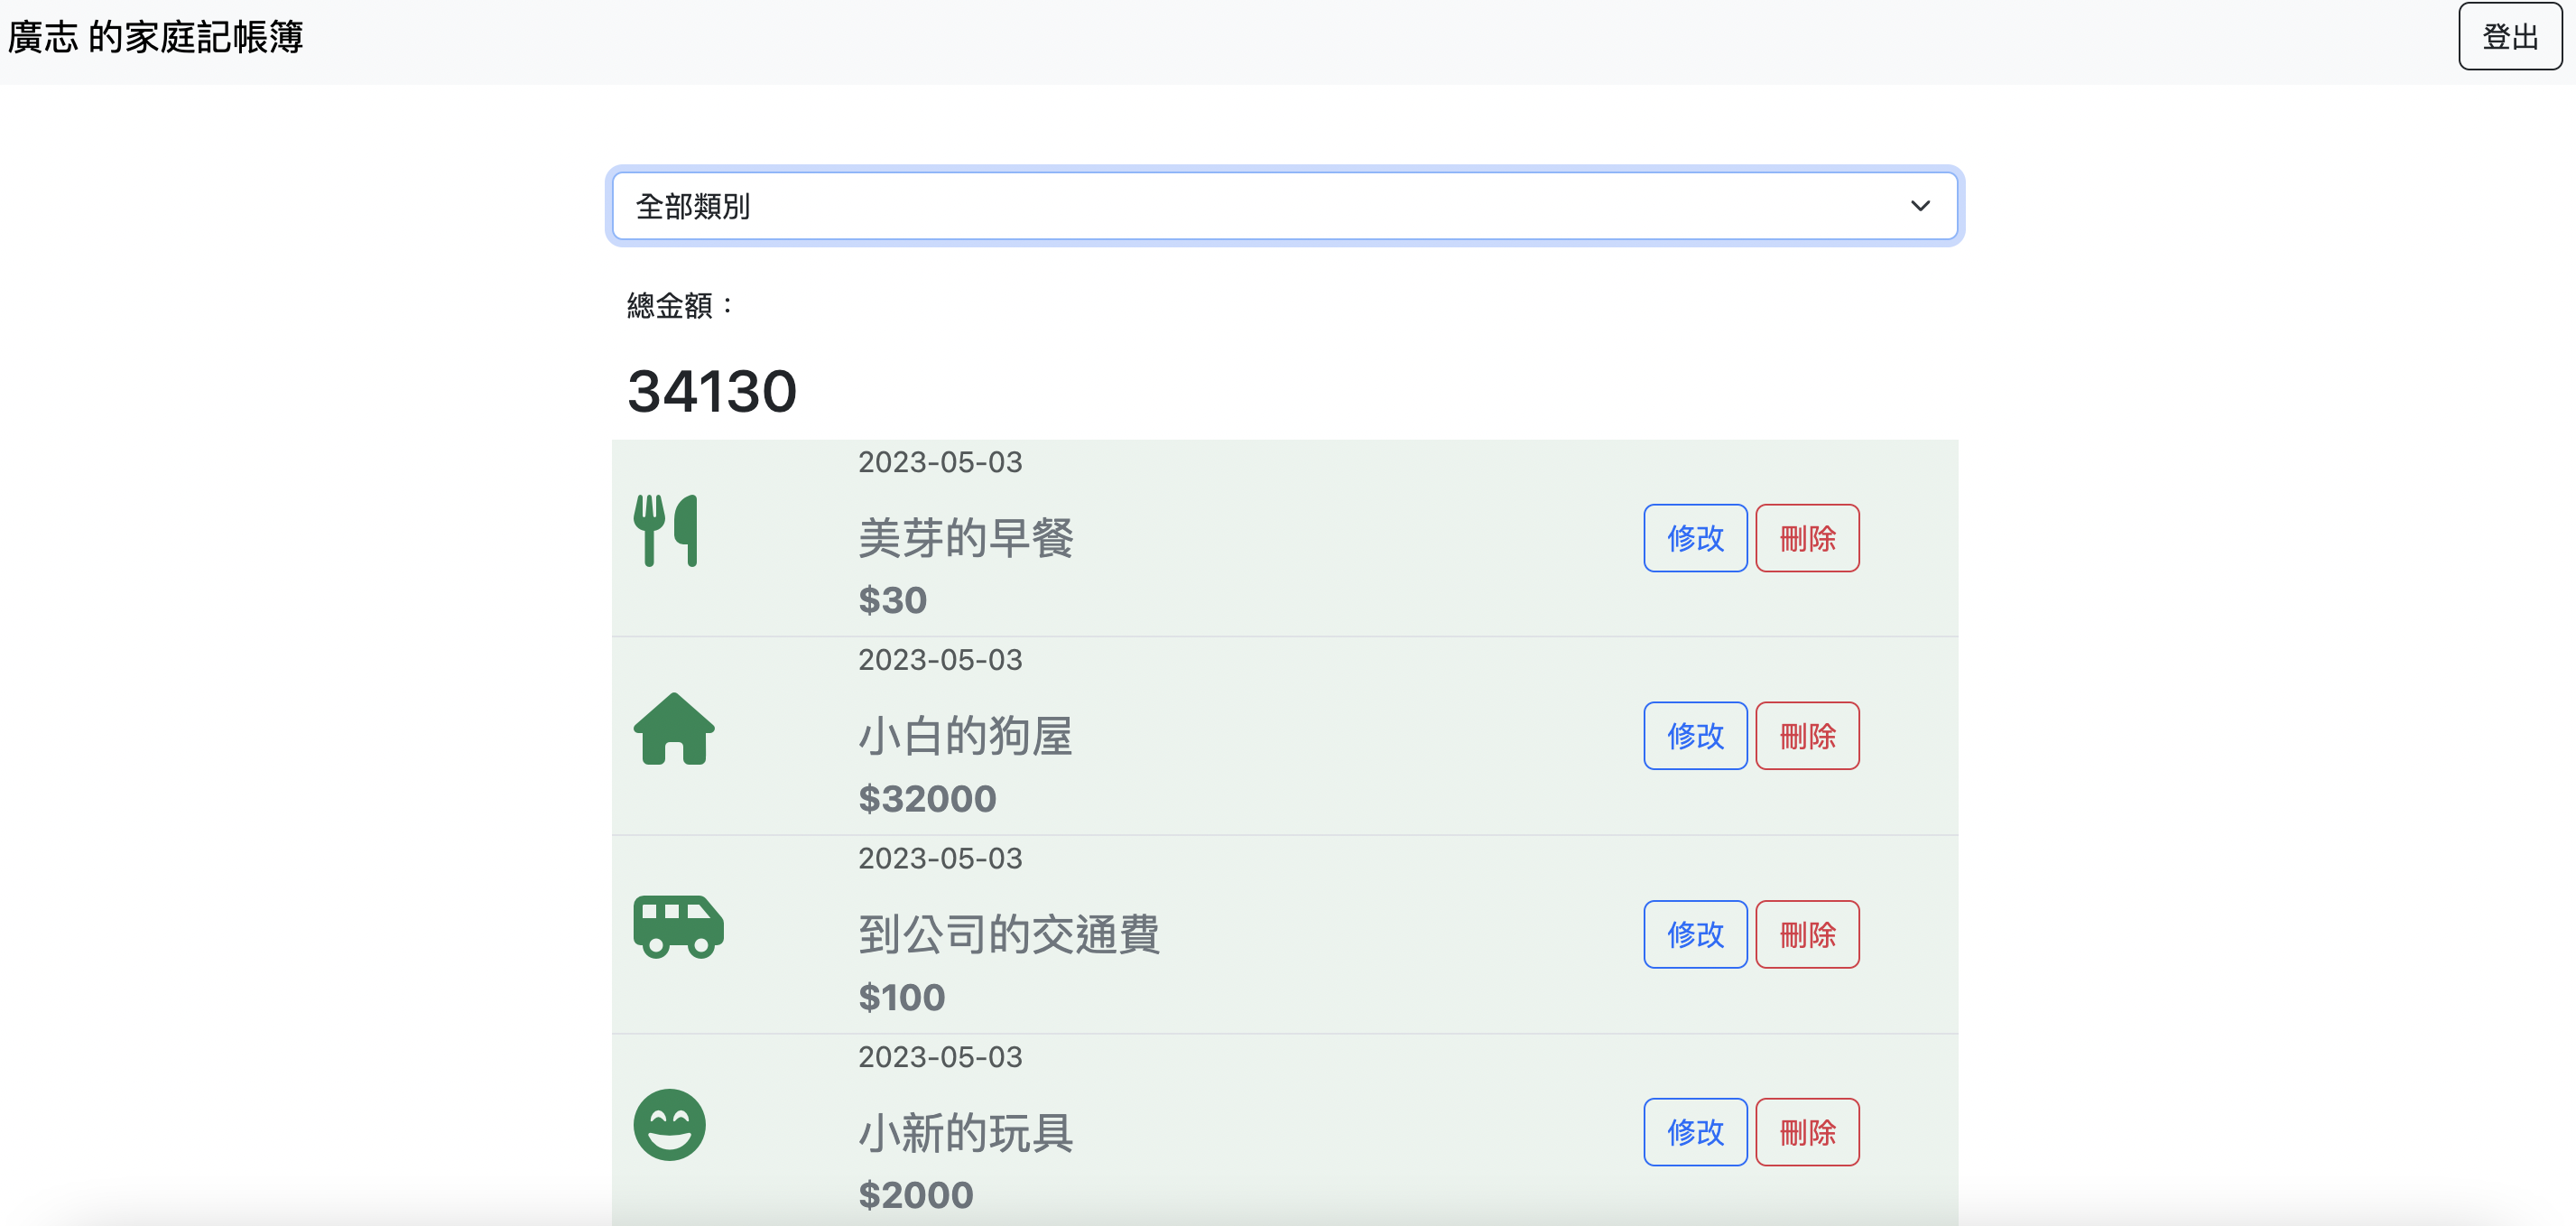 廣志 的家庭記帳簿
登出
全部類別
總金額：
34130
2023-05-03
美芽的早餐
$30
修改
刪除
2023-05-03
小白的狗屋
$32000
修改
刪除
2023-05-03
到公司的交通費
$100
修改
刪除
2023-05-03
小新的玩具
$2000
修改
刪除